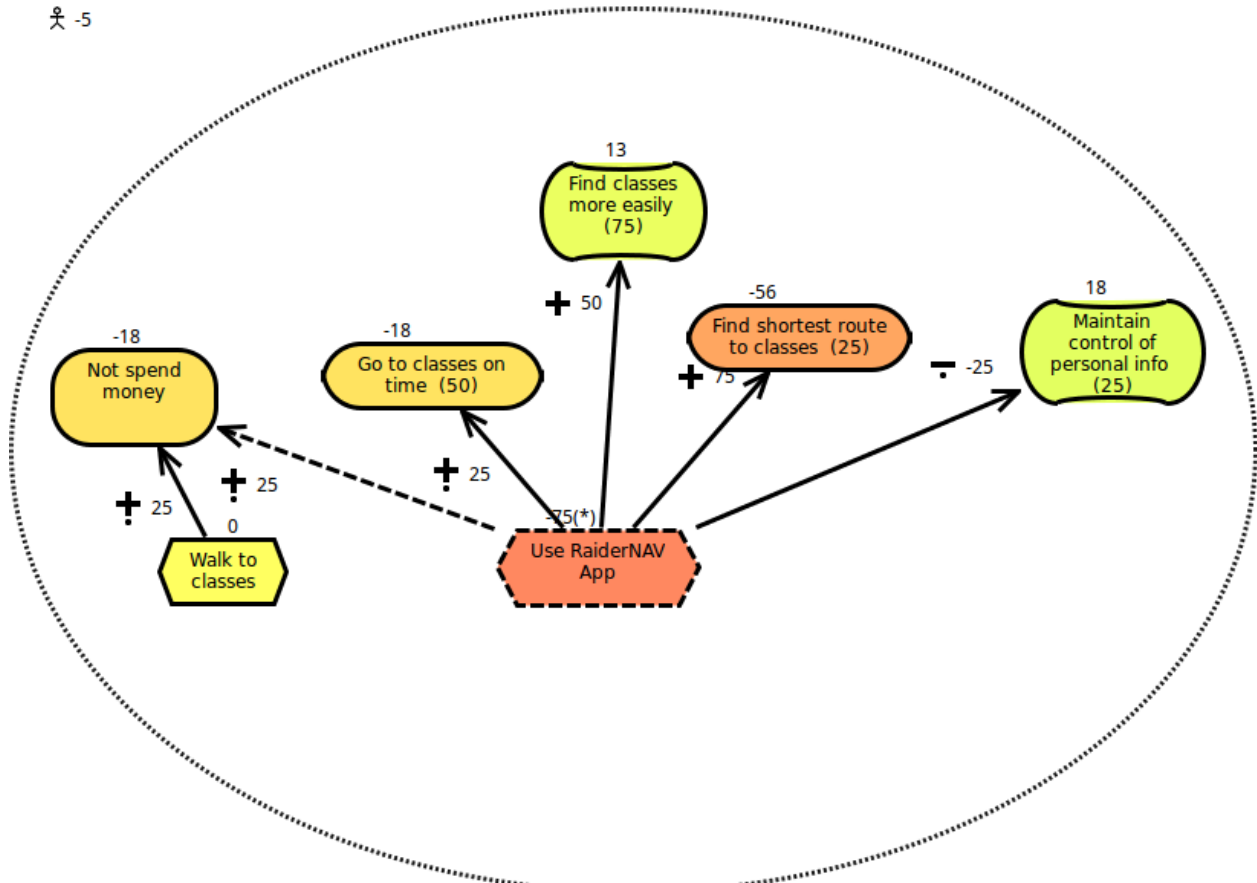 -5
13
Find classes
more easily
(75)
-56
Find shortest route
to classes (25)
18
Maintain
control of
personal info
(25)
-18
Not spend
money
-18
Go to classes on
time (50)
50
75
-25
25
25
25
0
Walk to
classes
-75(*)
Use RaiderNAV
App